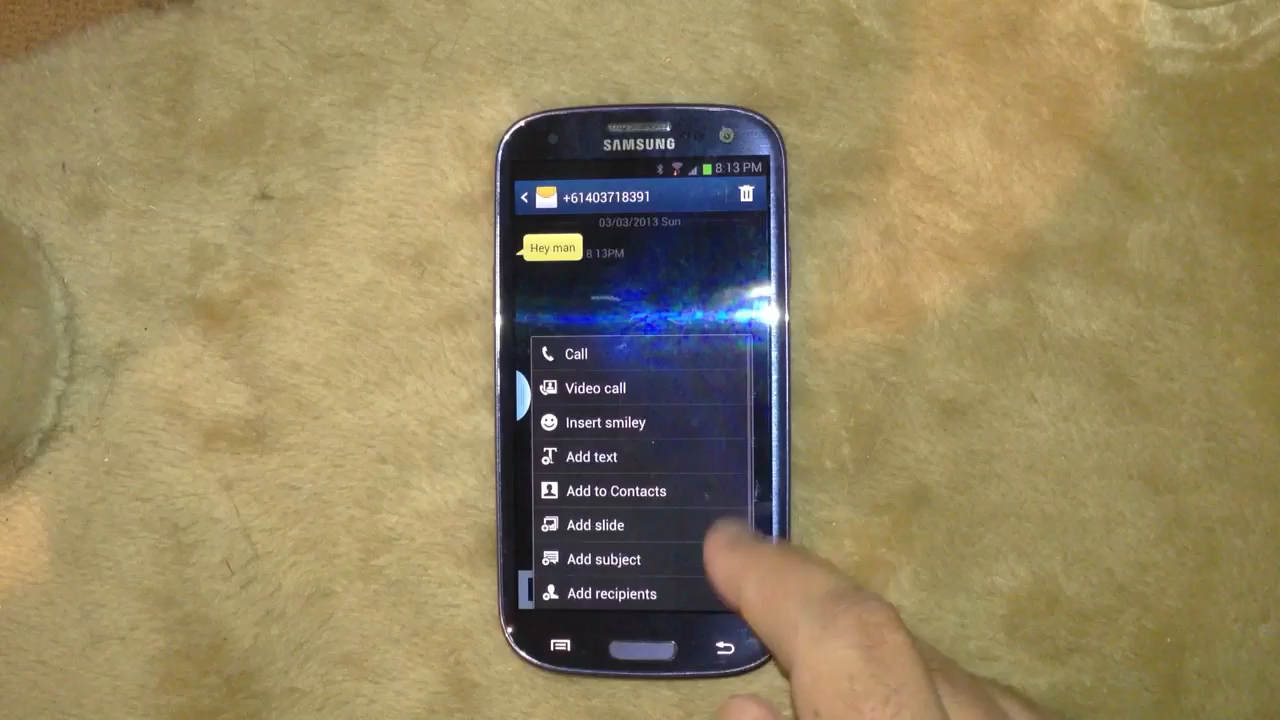 SAMSUNG
8:13 PM
+61403718391
03/03/2013 Sun
Hey man
8 13PM
Call
Video call
Insert smiley
Add text
Add to Contacts
Add slide
Add subject
Add recipients